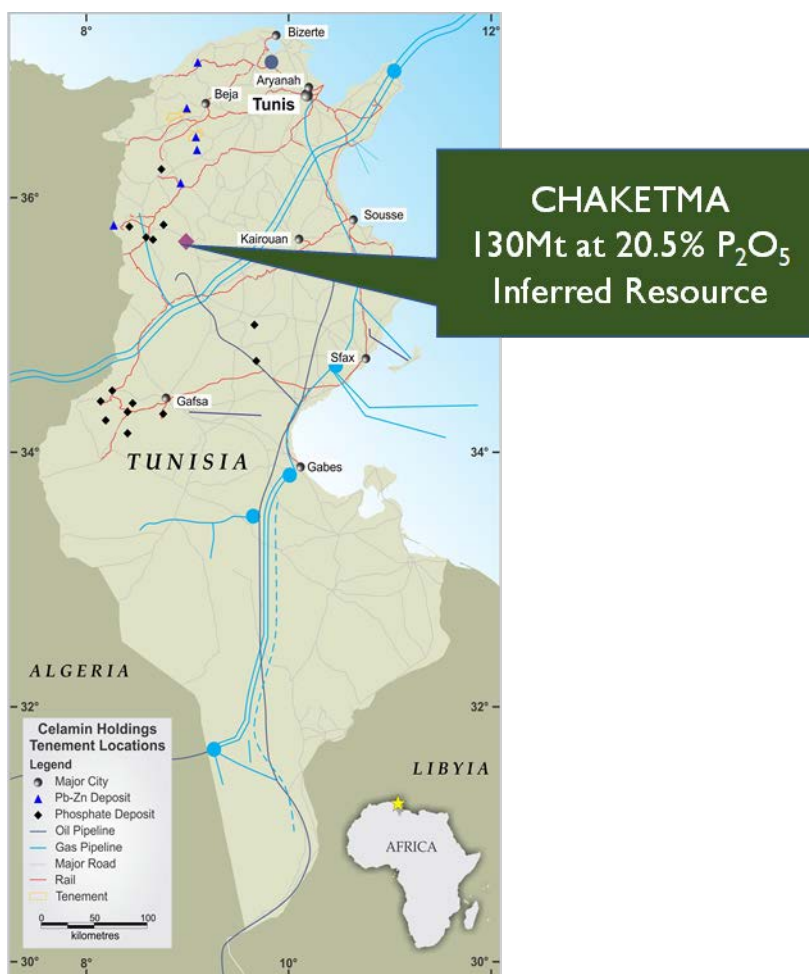 8°
10°
12°
Bizerte
Aryanah
Tunis
Beja
36°
Sousse
Kairouan
CHAKETMA
130Mt at 20.5% P₂O₅
Inferred Resource
Sfax
Gafsa
34°
34°
TUNISIA
Gabes
ALGERIA
32°
32°
LIBYIA
Celamin Holdings
Tenement Locations
Legend
Major City
Pb-Zn Deposit
Phosphate Deposit
Oil Pipeline
Gas Pipeline
Major Road
Rail
Tenement
0 50 100
kilometres
AFRICA
30°
8°
10°
30°